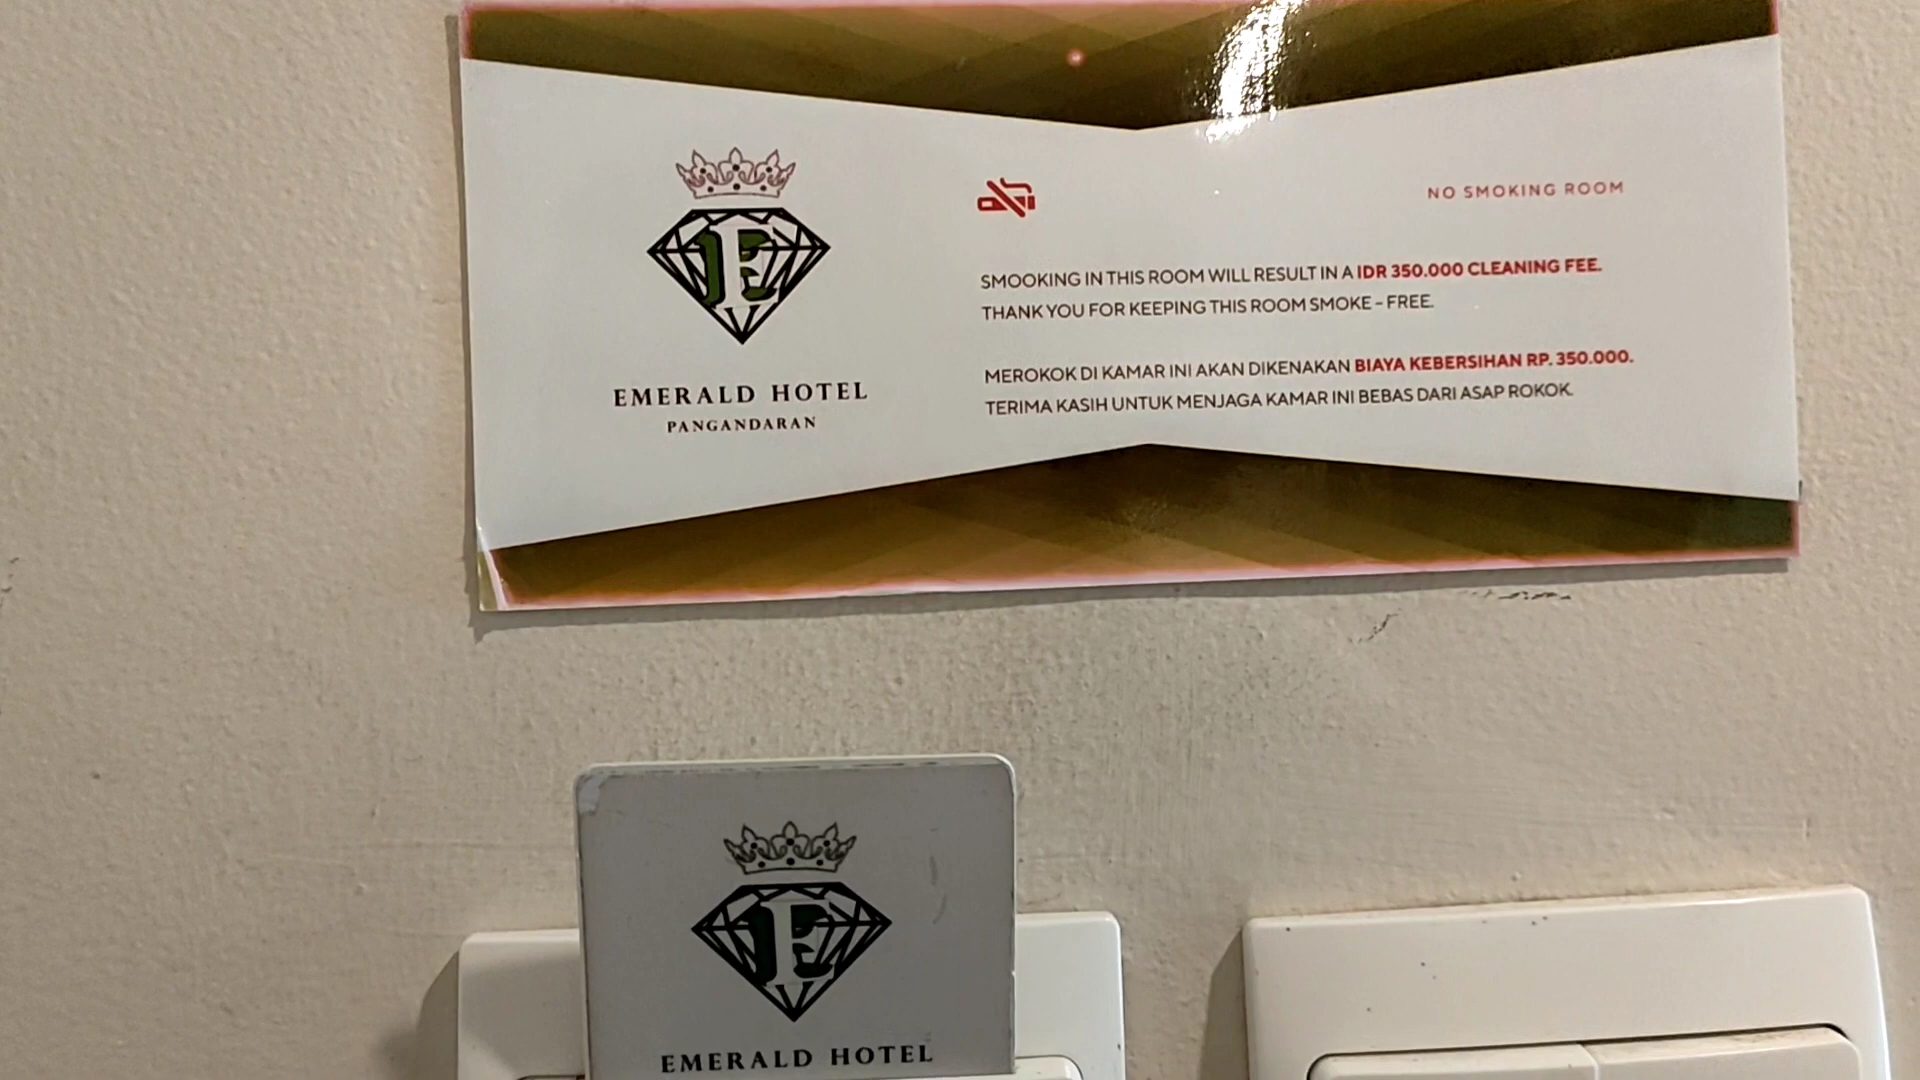 EMERALD HOTEL
PANGANDARAN
NO SMOKING ROOM
SMOOKING IN THIS ROOM WILL RESULT IN A IDR 350.000 CLEANING FEE.
THANK YOU FOR KEEPING THIS ROOM SMOKE - FREE.
MEROKOK DI KAMAR INI AKAN DIKENAKAN BIAYA KEBERSIHAN RP. 350.000.
TERIMA KASIH UNTUK MENJAGA KAMAR INI BEBAS DARI ASAP ROKOK.
EMERALD HOTEL